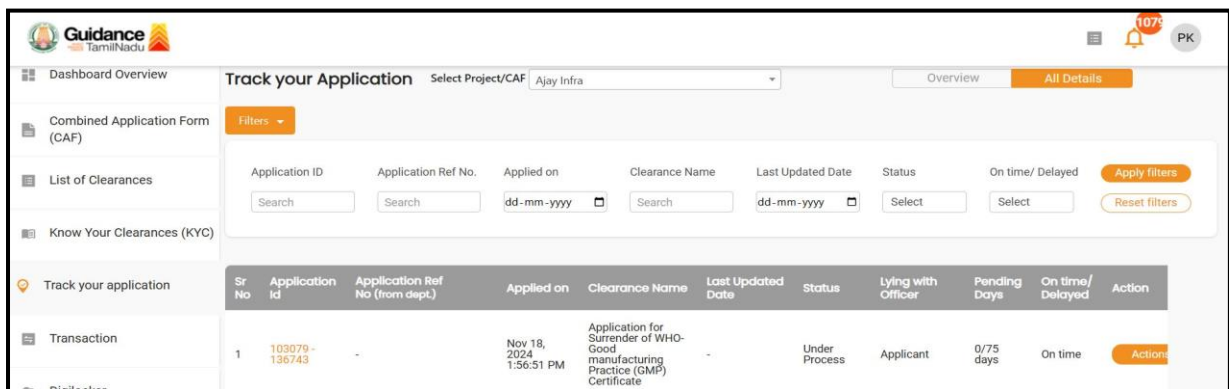 Guidance
TamilNadu
1079
PK
Dashboard Overview
Track your Application
Select Project/CAF
Ajay Infra
Overview
All Details
Combined Application Form
(CAF)
Filters
List of Clearances
Application ID
Application Ref No.
Applied on
Clearance Name
Last Updated Date
Status
On time/ Delayed
Apply filters
Search
Search
dd-mm-yyyy
Search
dd-mm-yyyy
Select
Select
Reset filters
Know Your Clearances (KYC)
Track your application
Sr
No
Application
Id
Application Ref
No (from dept.)
Applied on
Clearance Name
Last Updated
Date
Status
Lying with
Officer
Pending
Days
On time/
Delayed
Action
Transaction
1
103079 -
136743
-
Nov 18,
2024
1:56:51 PM
Application for
Surrender of WHO-
Good
manufacturing
Practice (GMP)
Certificate
-
Under
Process
Applicant
0/75
days
On time
Actions